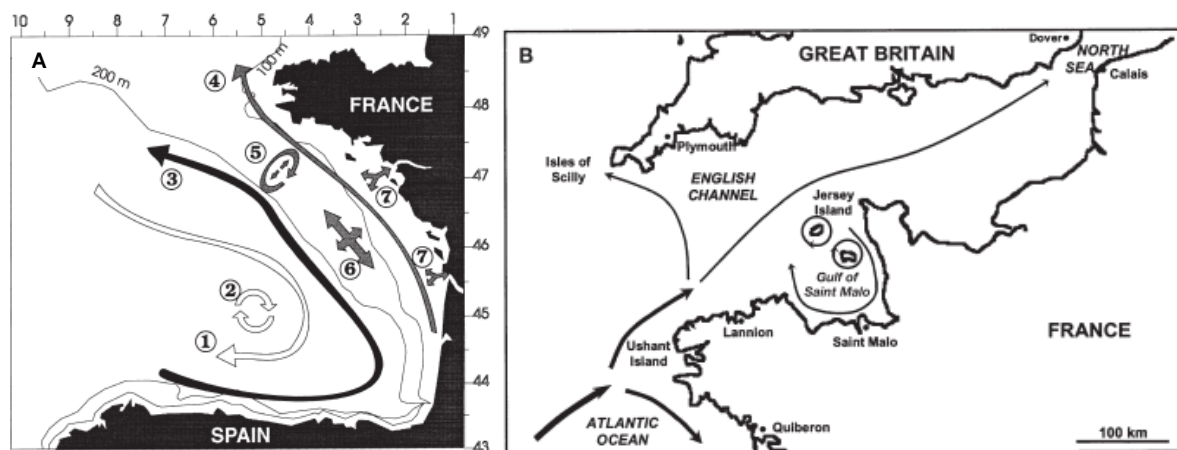 10 9 8 7 6 5 4 3 2 1
A
49
48
47
46
45
44
43
200 m
100 m
④
FRANCE
⑤
③
⑦
⑥
⑦
②
①
SPAIN
B
GREAT BRITAIN
Dover
NORTH
SEA
Calais
Plymouth
Isles of
Scilly
ENGLISH
CHANNEL
Jersey
Island
Gulf of
Saint Malo
Lannion
Saint Malo
Ushant
Island
FRANCE
ATLANTIC
OCEAN
Quiberon
100 km